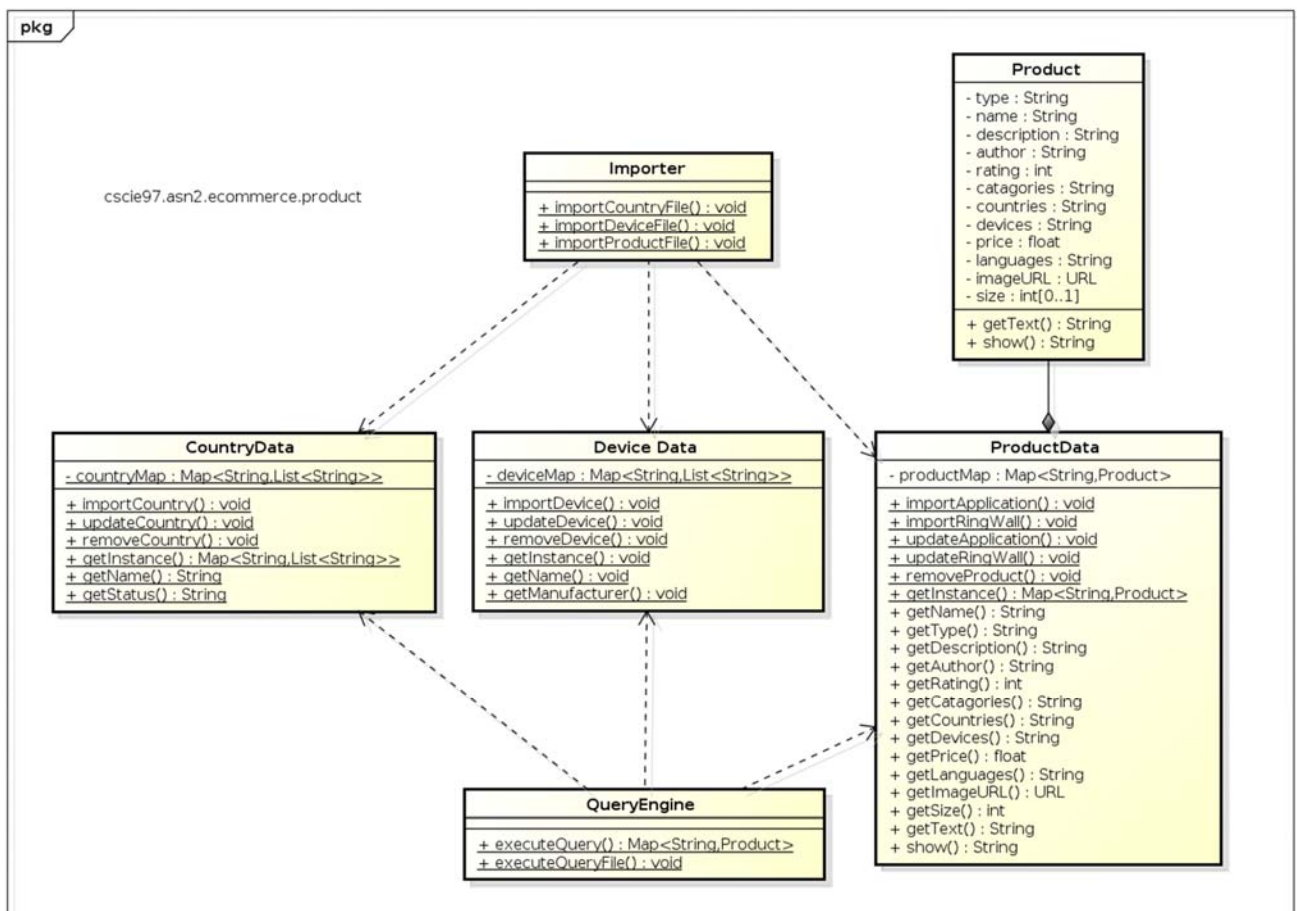 pkg
cscie97.asn2.ecommerce.product
Product
- type : String
- name : String
- description : String
- author : String
- rating : int
- catagories : String
- countries : String
- devices : String
- price : float
- languages : String
- imageURL : URL
- size : int[0..1]
+ getText() : String
+ show() : String
Importer
+ importCountryFile() : void
+ importDeviceFile() : void
+ importProductFile() : void
CountryData
- countryMap : Map<String,List<String>>
+ importCountry() : void
+ updateCountry() : void
+ removeCountry() : void
+ getInstance() : Map<String,List<String>>
+ getName() : String
+ getStatus() : String
Device Data
- deviceMap : Map<String,List<String>>
+ importDevice() : void
+ updateDevice() : void
+ removeDevice() : void
+ getInstance() : void
+ getName() : void
+ getManufacturer() : void
ProductData
- productMap : Map<String,Product>
+ importApplication() : void
+ importRingWall() : void
+ updateApplication() : void
+ updateRingWall() : void
+ removeProduct() : void
+ getInstance() : Map<String,Product>
+ getName() : String
+ getType() : String
+ getDescription() : String
+ getAuthor() : String
+ getRating() : int
+ getCatagories() : String
+ getCountries() : String
+ getDevices() : String
+ getPrice() : float
+ getLanguages() : String
+ getImageURL() : URL
+ getSize() : int
+ getText() : String
+ show() : String
QueryEngine
+ executeQuery() : Map<String,Product>
+ executeQueryFile() : void